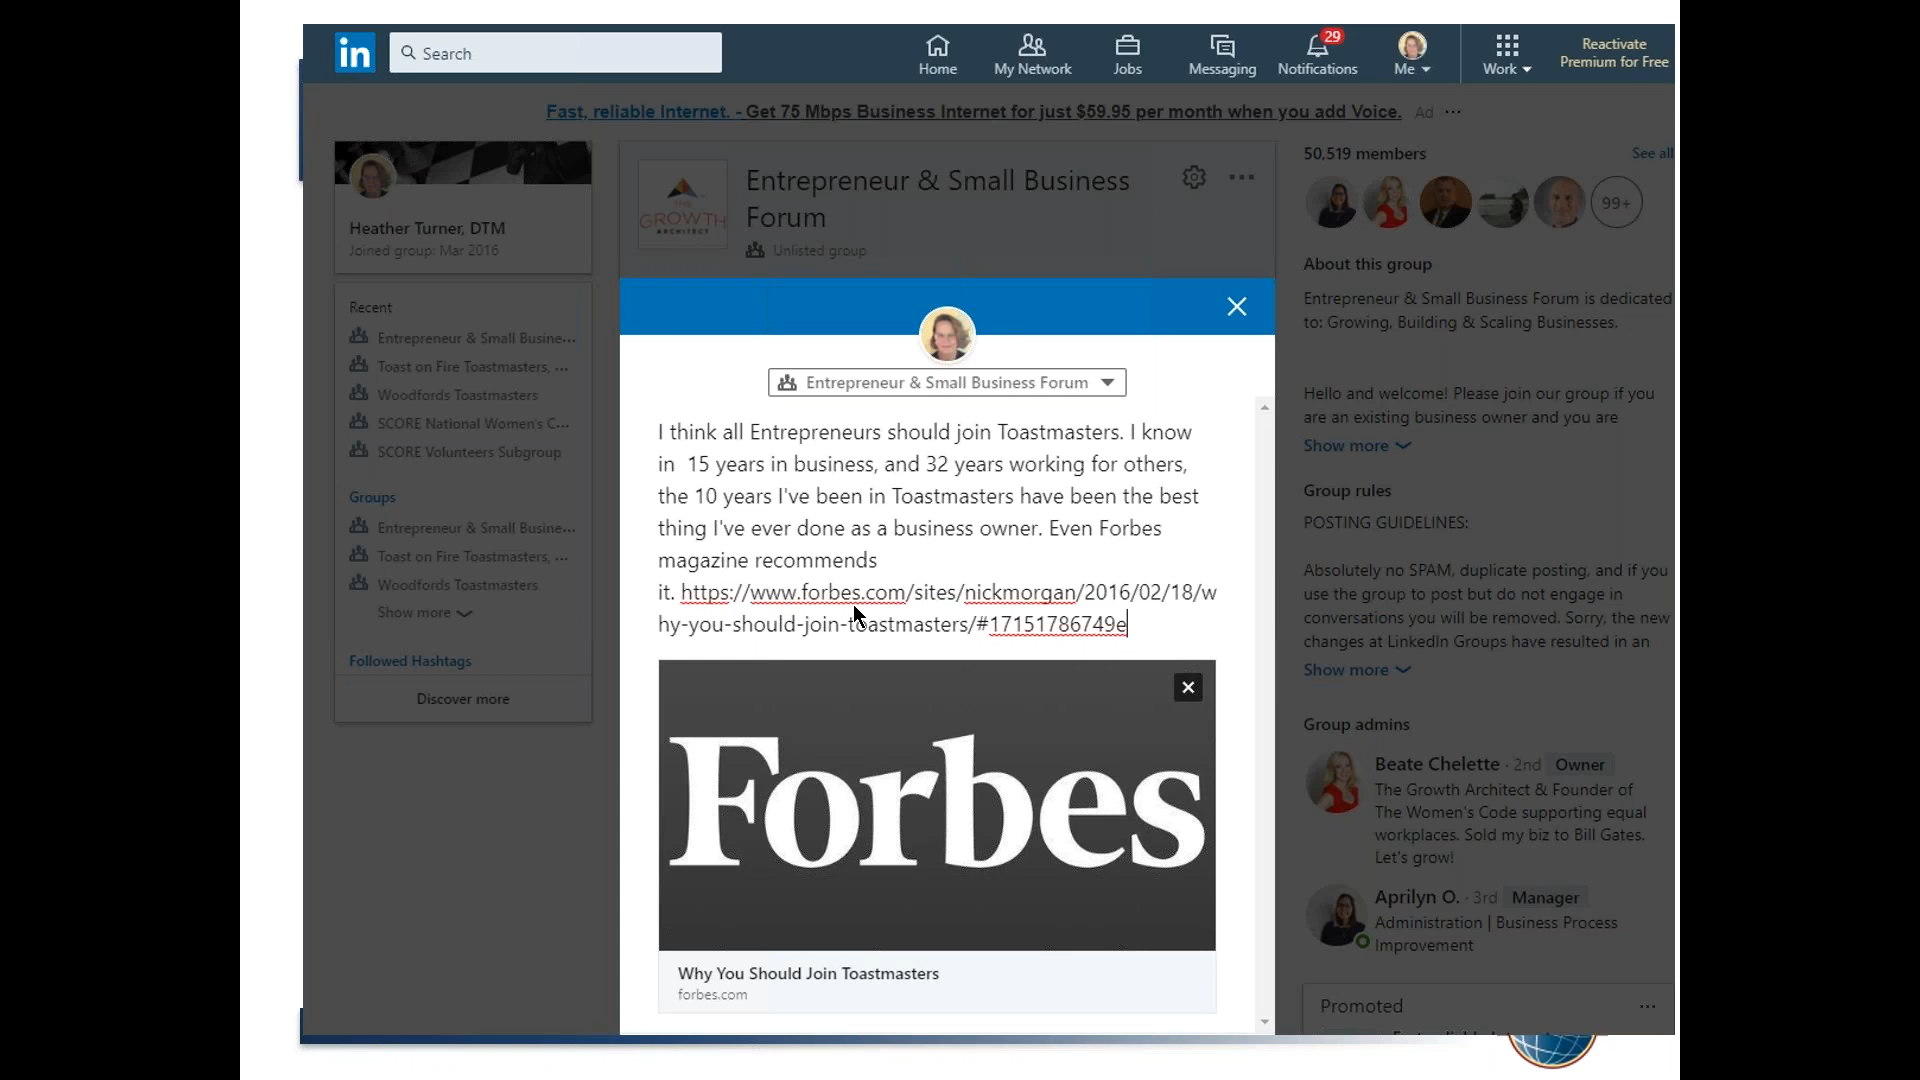 in
Search
Home
My Network
Jobs
Messaging
29
Notifications
Me
Work
Reactivate
Premium for Free
Fast, reliable Internet. - Get 75 Mbps Business Internet for just $59.95 per month when you add Voice. Ad ...
Heather Turner, DTM
Joined group: Mar 2016
Recent
Entrepreneur & Small Busine...
Toast on Fire Toastmasters, ...
Woodfords Toastmasters
SCORE National Women's C...
SCORE Volunteers Subgroup
Groups
Entrepreneur & Small Busine...
Toast on Fire Toastmasters, ...
Woodfords Toastmasters
Show more
Followed Hashtags
Discover more
THE
GROWTH
ARCHITECT
Entrepreneur & Small Business
Forum
Unlisted group
Entrepreneur & Small Business Forum
I think all Entrepreneurs should join Toastmasters. I know
in  15 years in business, and 32 years working for others,
the 10 years I've been in Toastmasters have been the best
thing I've ever done as a business owner. Even Forbes
magazine recommends
it. https://www.forbes.com/sites/nickmorgan/2016/02/18/w
hy-you-should-join-toastmasters/#17151786749e
Forbes
Why You Should Join Toastmasters
forbes.com
50,519 members
See all
99+
About this group
Entrepreneur & Small Business Forum is dedicated
to: Growing, Building & Scaling Businesses.
Hello and welcome! Please join our group if you
are an existing business owner and you are
Show more
Group rules
POSTING GUIDELINES:
Absolutely no SPAM, duplicate posting, and if you
use the group to post but do not engage in
conversations you will be removed. Sorry, the new
changes at LinkedIn Groups have resulted in an
Show more
Group admins
Beate Chelette · 2nd Owner
The Growth Architect & Founder of
The Women's Code supporting equal
workplaces. Sold my biz to Bill Gates.
Let's grow!
Aprilyn O. · 3rd Manager
Administration | Business Process
Improvement
Promoted